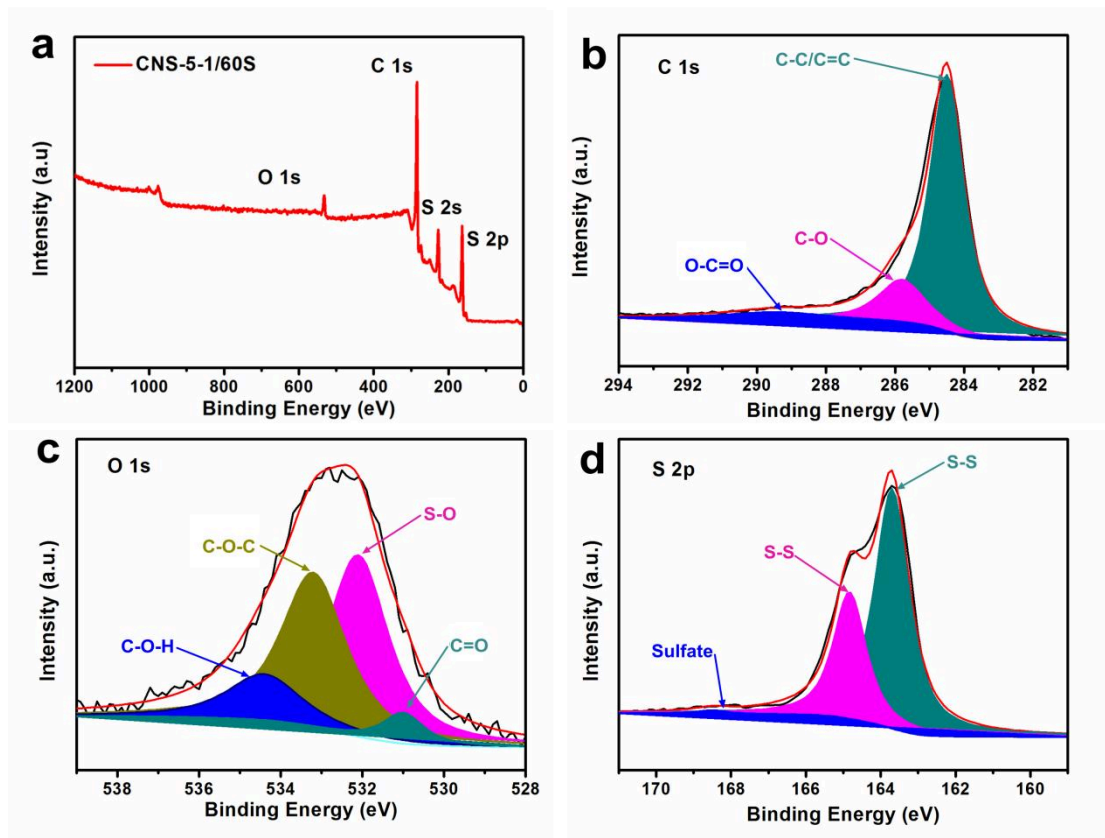 a
CNS-5-1/60S
C 1s
O 1s
S 2s
S 2p
Intensity (a.u)
1200 1000 800 600 400 200 0
Binding Energy (eV)
b
C 1s
C-C/C=C
C-O
O-C=O
Intensity (a.u)
294 292 290 288 286 284 282
Binding Energy (eV)
c
O 1s
S-O
C-O-C
C-O-H
C=O
Intensity (a.u.)
538 536 534 532 530 528
Binding Energy (eV)
d
S 2p
S-S
S-S
Sulfate
Intensity (a.u.)
170 168 166 164 162 160
Binding Energy (eV)